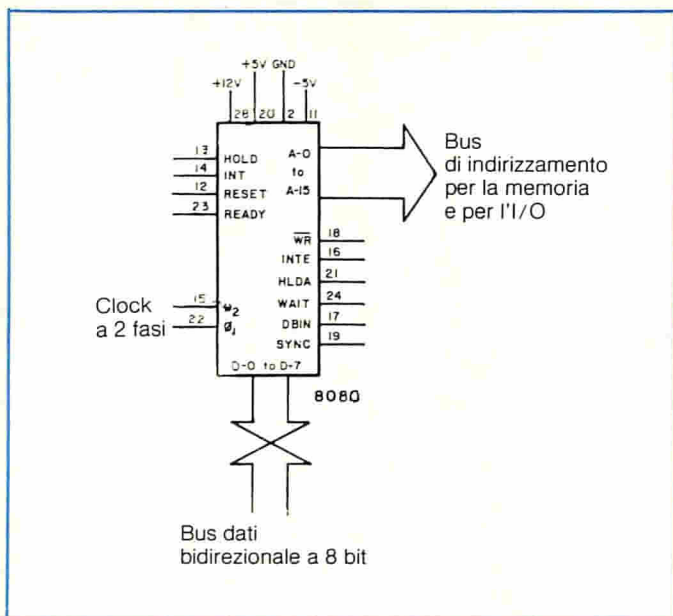 +5V GND
+12V -5V
28 20 2 11
13 HOLD
14 INT
12 RESET
23 READY
A-0
to
A-15
Bus
di indirizzamento
per la memoria
e per l'I/O
W̅R̅ 18
INTE 16
HLDA 21
WAIT 24
DBIN 17
SYNC 19
Clock
a 2 fasi
15
22 Ø1
D-0 to D-7
8080
Bus dati
bidirezionale a 8 bit